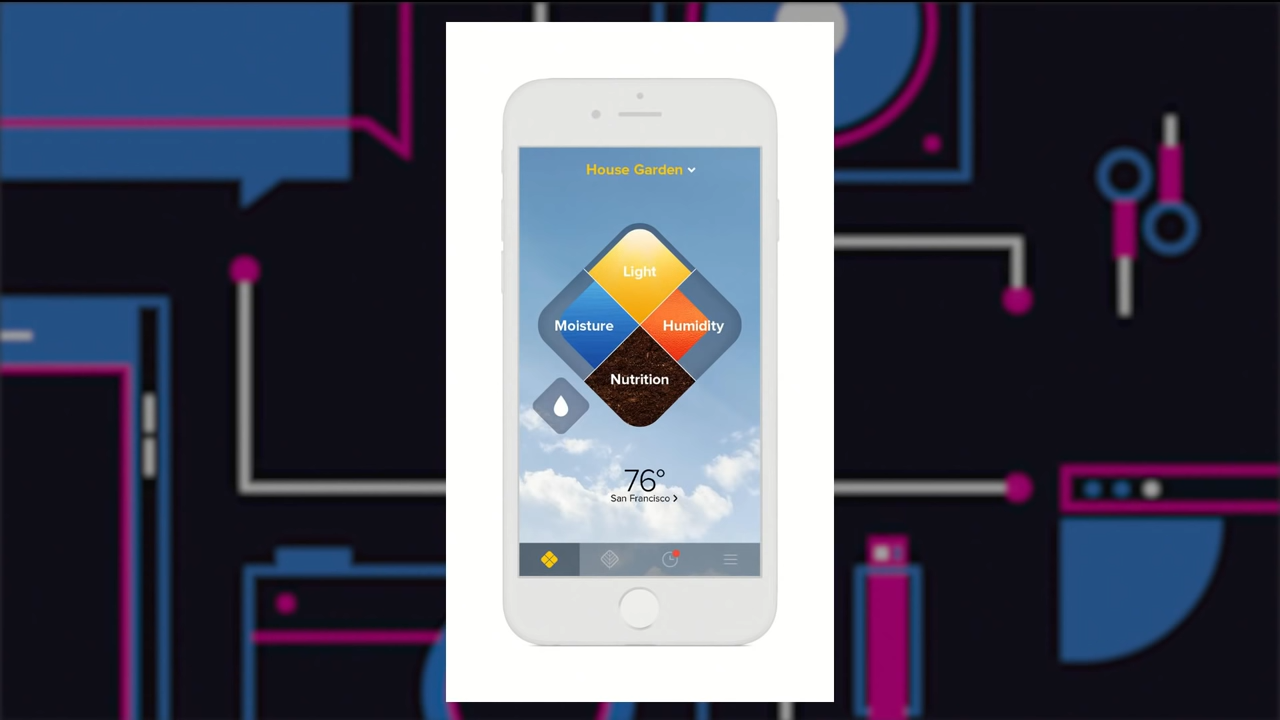 House Garden
Light
Moisture Humidity
Nutrition
76°
San Francisco